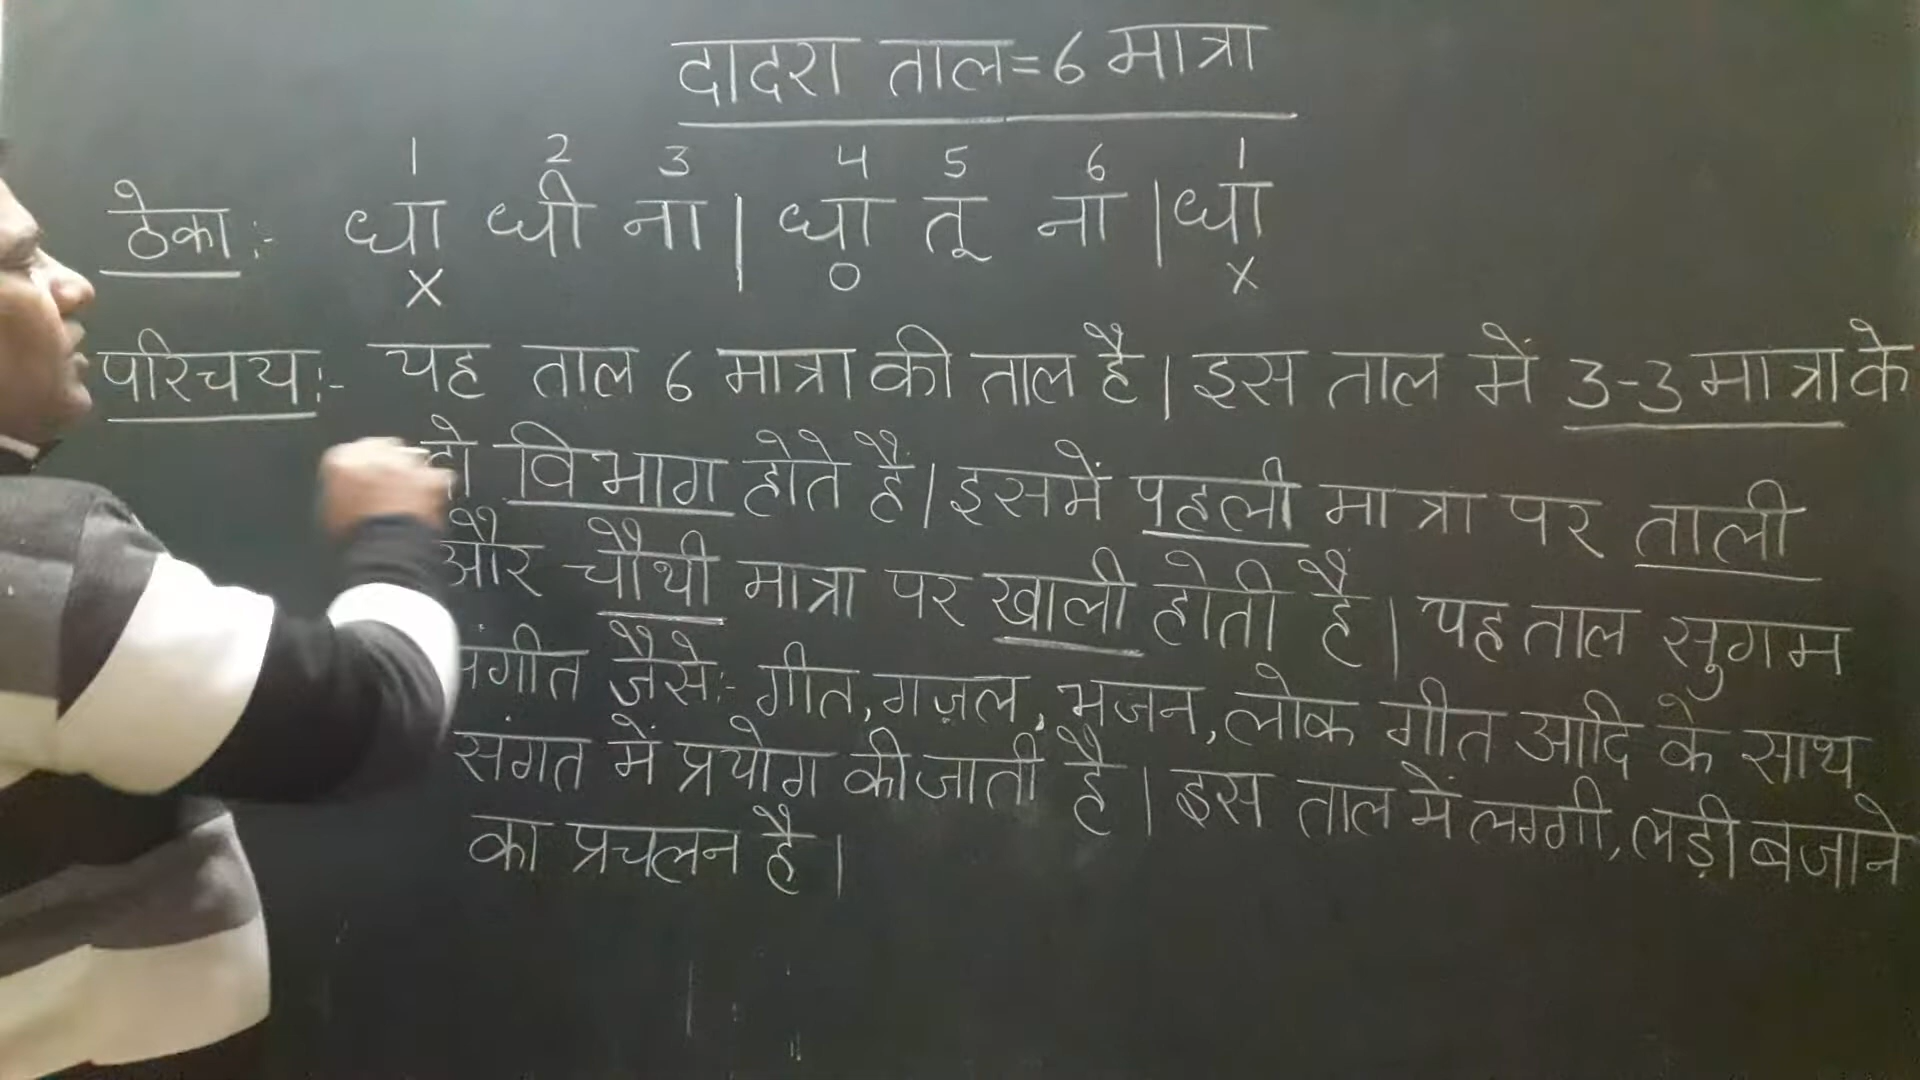 दादरा ताल=6 मात्रा
1 2 3 4 5 6 1
ठेका:- धा धी ना | धा तू ना | धा
X 0 X
परिचय:- यह ताल 6 मात्रा की ताल है। इस ताल में 3-3 मात्रा के
दो विभाग होते हैं। इसमें पहली मात्रा पर ताली
और चौथी मात्रा पर खाली होती है। यह ताल सुगम
संगीत जैसे:- गीत, गज़ल, भजन, लोक गीत आदि के साथ
संगत में प्रयोग की जाती है। इस ताल में लग्गी, लड़ी बजाने
का प्रचलन है।